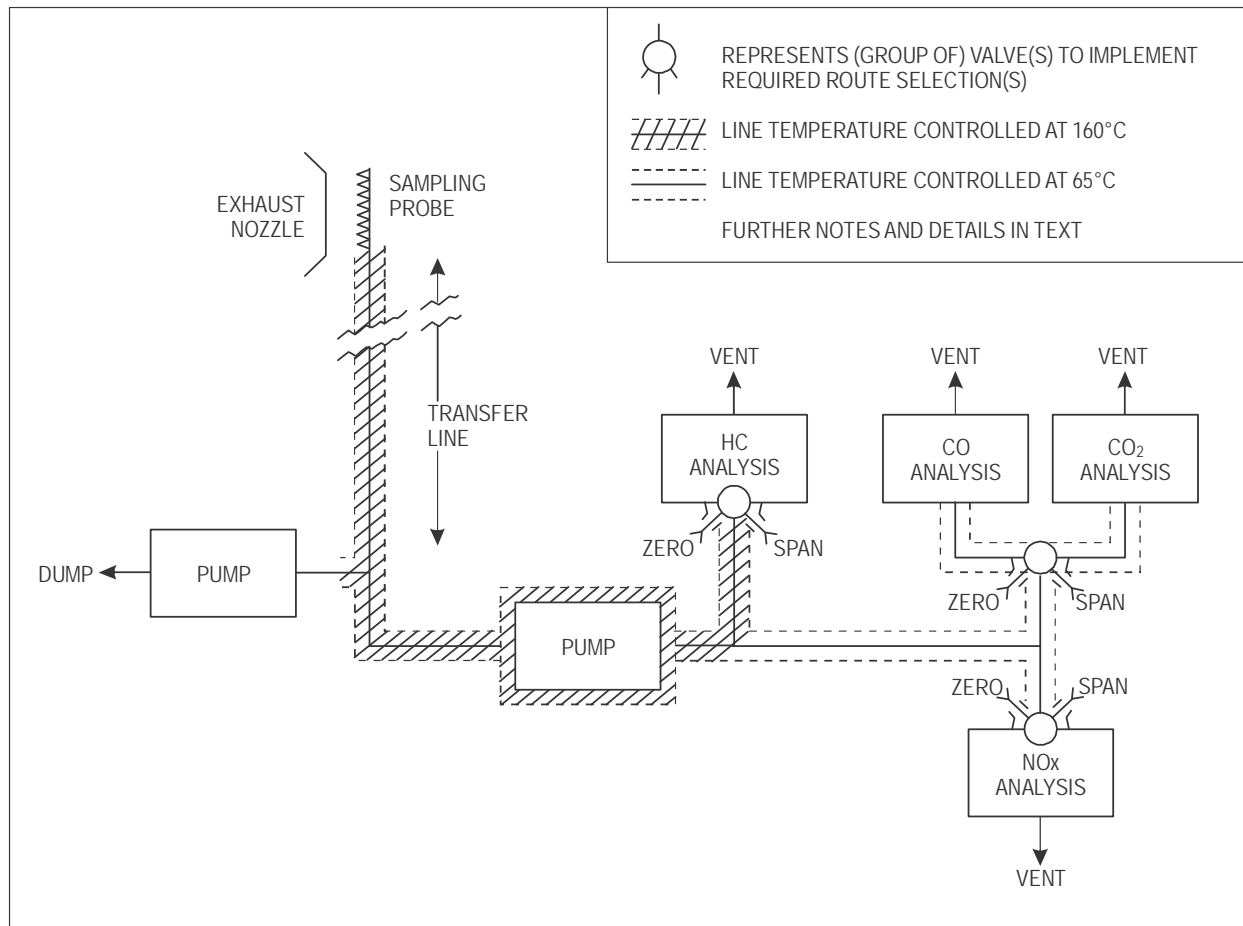 REPRESENTS (GROUP OF) VALVE(S) TO IMPLEMENT
REQUIRED ROUTE SELECTION(S)
LINE TEMPERATURE CONTROLLED AT 160°C
LINE TEMPERATURE CONTROLLED AT 65°C
FURTHER NOTES AND DETAILS IN TEXT
EXHAUST
NOZZLE
SAMPLING
PROBE
TRANSFER
LINE
VENT
VENT
VENT
HC
ANALYSIS
CO
ANALYSIS
CO2
ANALYSIS
ZERO
SPAN
DUMP
PUMP
ZERO
SPAN
PUMP
ZERO
SPAN
NOx
ANALYSIS
VENT